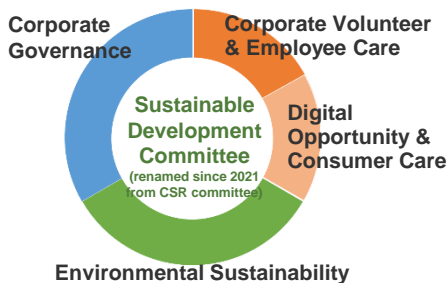 Corporate
Governance
Corporate Volunteer
& Employee Care
Sustainable
Development
Committee
(renamed since 2021
from CSR committee)
Digital
Opportunity &
Consumer Care
Environmental Sustainability